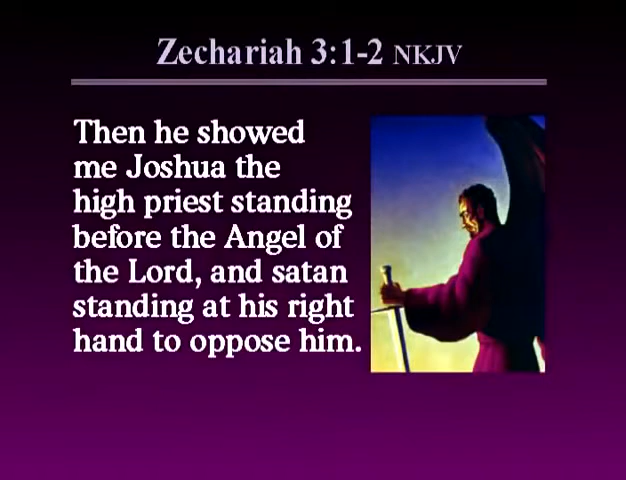 Zechariah 3:1-2 NKJV
Then he showed
me Joshua the
high priest standing
before the Angel of
the Lord, and satan
standing at his right
hand to oppose him.